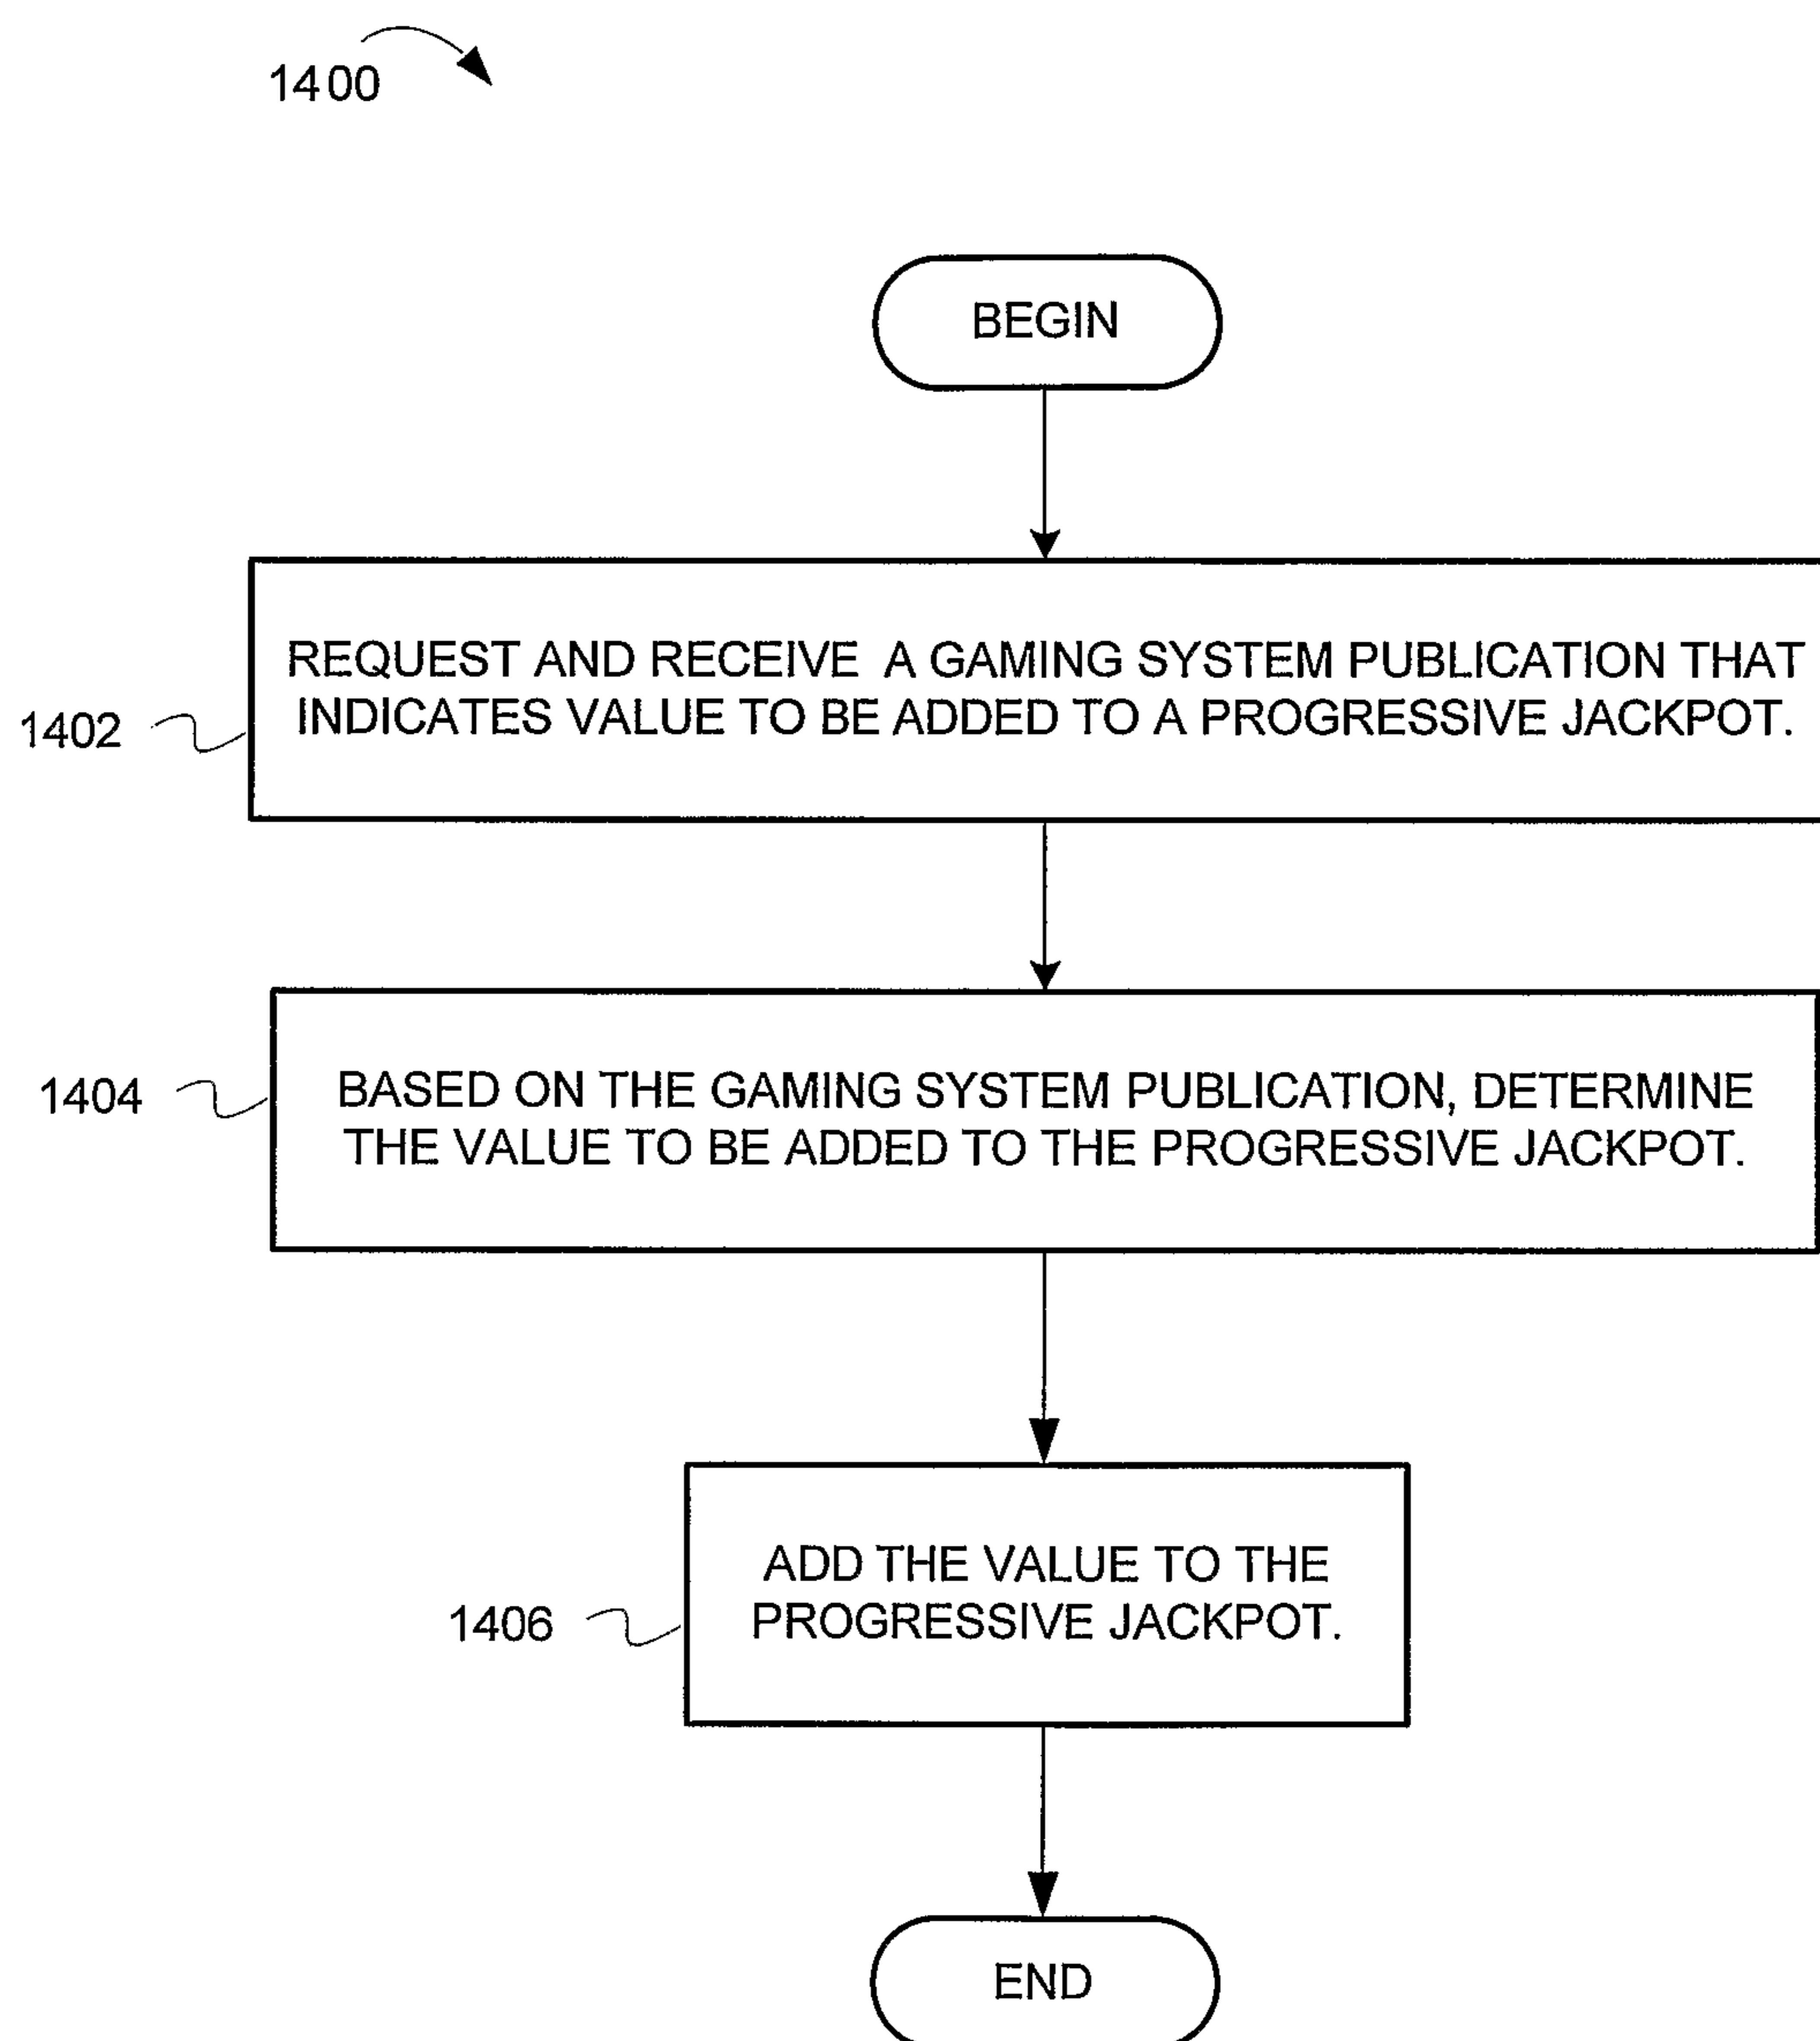 1400
BEGIN
REQUEST AND RECEIVE A GAMING SYSTEM PUBLICATION THAT
INDICATES VALUE TO BE ADDED TO A PROGRESSIVE JACKPOT.
1402
BASED ON THE GAMING SYSTEM PUBLICATION, DETERMINE
THE VALUE TO BE ADDED TO THE PROGRESSIVE JACKPOT.
1404
ADD THE VALUE TO THE
PROGRESSIVE JACKPOT.
1406
END